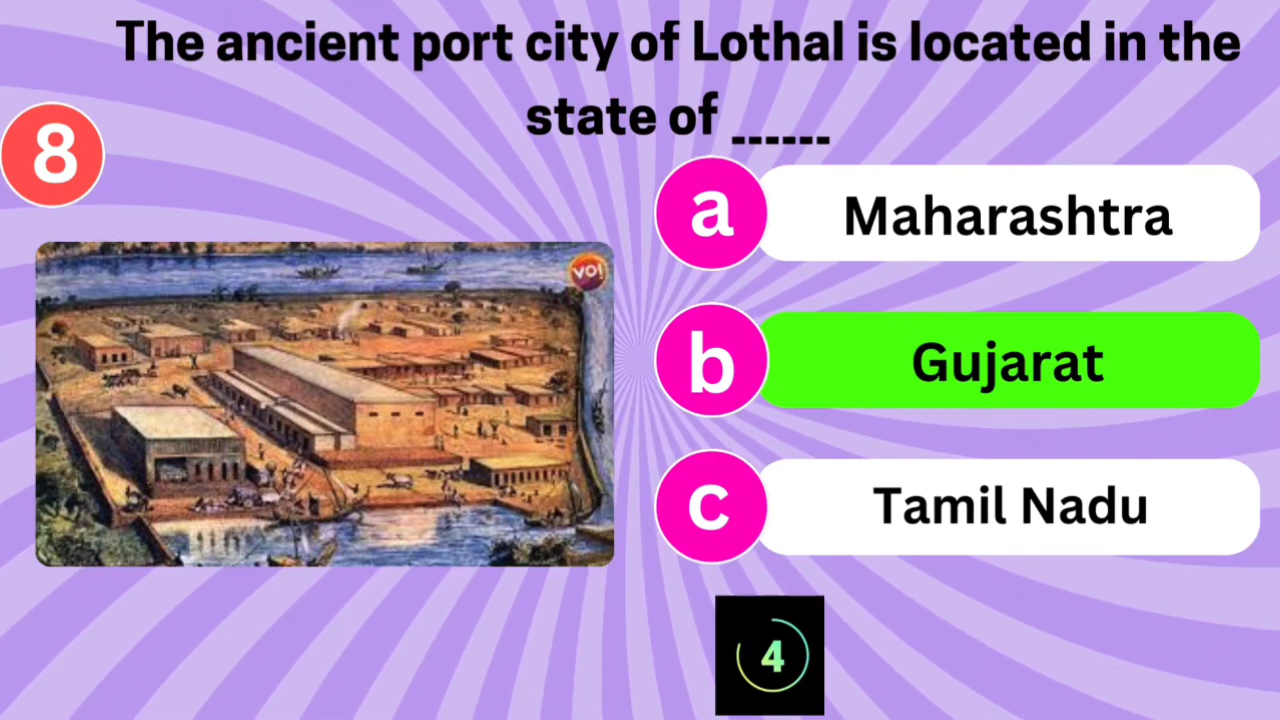 The ancient port city of Lothal is located in the
state of ______
8
VO!
a
Maharashtra
b
Gujarat
c
Tamil Nadu
4